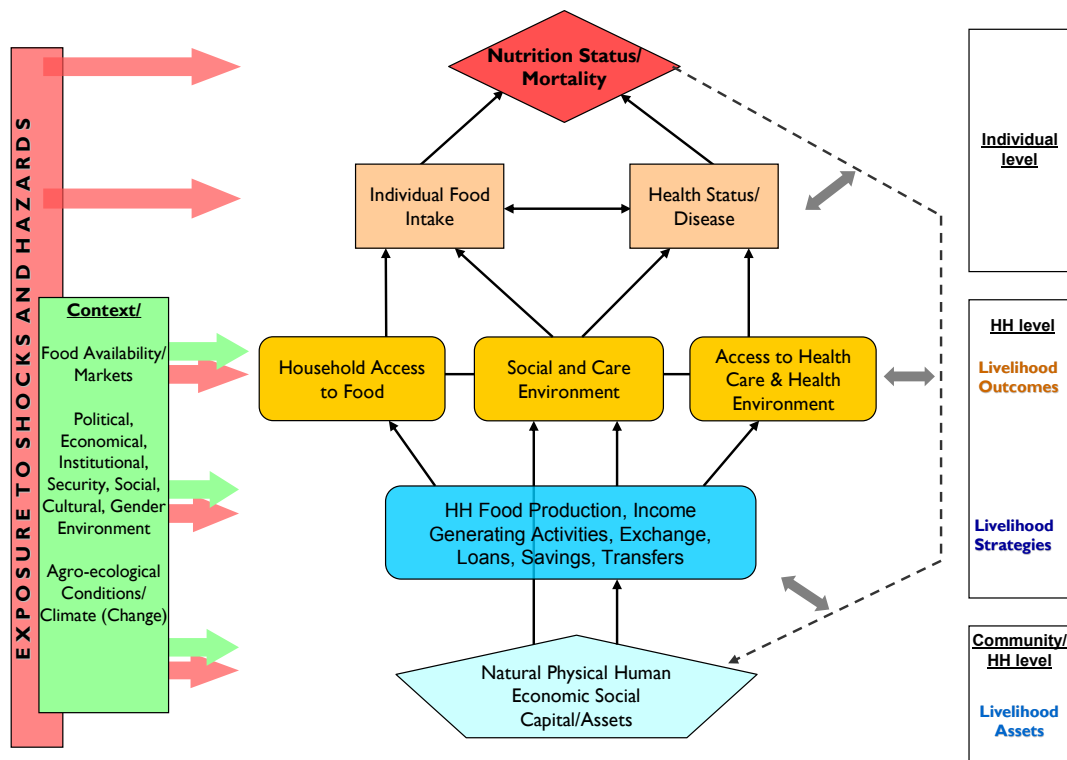 EXPOSURE TO SHOCKS AND HAZARDS
Context/
Food Availability/
Markets
Political,
Economical,
Institutional,
Security, Social,
Cultural, Gender
Environment
Agro-ecological
Conditions/
Climate (Change)
Nutrition Status/
Mortality
Individual Food
Intake
Health Status/
Disease
Household Access
to Food
Social and Care
Environment
Access to Health
Care & Health
Environment
HH Food Production, Income
Generating Activities, Exchange,
Loans, Savings, Transfers
Natural Physical Human
Economic Social
Capital/Assets
Individual
level
HH level
Livelihood
Outcomes
Livelihood
Strategies
Community/
HH level
Livelihood
Assets